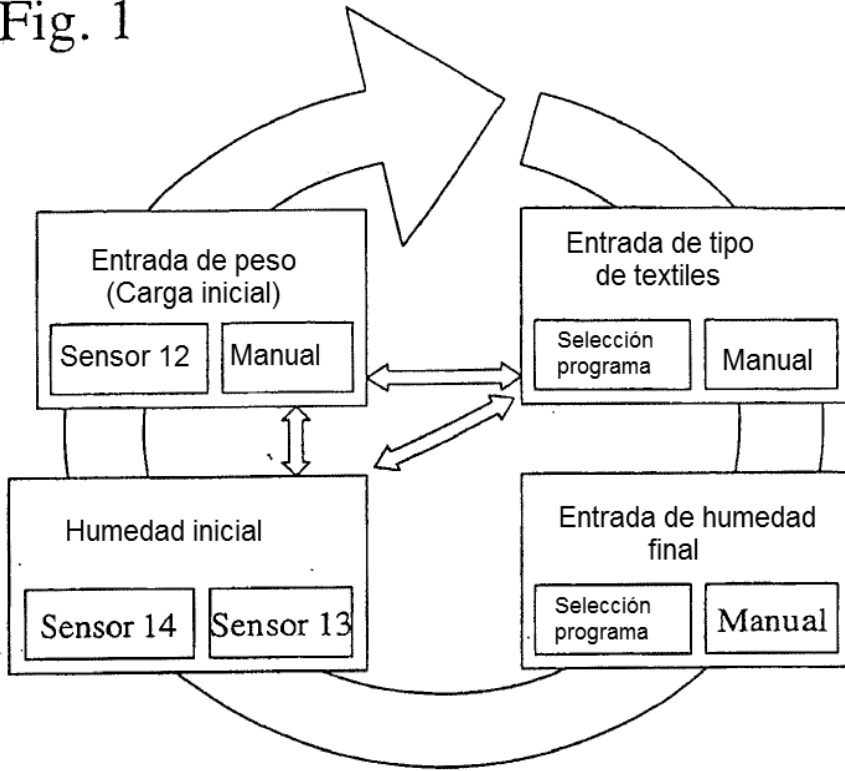 Fig. 1
Entrada de peso
(Carga inicial)
Sensor 12
Manual
Entrada de tipo
de textiles
Selección
programa
Manual
Humedad inicial
Sensor 14
Sensor 13
Entrada de humedad
final
Selección
programa
Manual